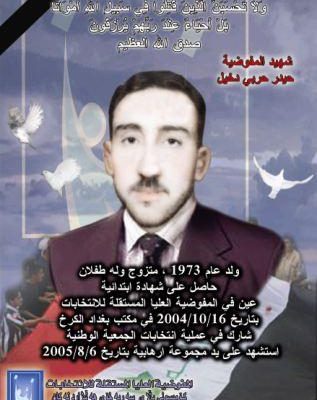 ولا تحسبن الذين قتلوا في سبيل الله أمواتا
بل أحياء عند ربهم يرزقون
صدق الله العظيم
شهيد المفوضية
حيدر حربي دخيل
ولد عام 1973 ، متزوج وله طفلان
حاصل على شهادة ابتدائية
عين في المفوضية العليا المستقلة للانتخابات
بتاريخ 2004/10/16 في مكتب بغداد الكرخ
شارك في عملية انتخابات الجمعية الوطنية
استشهد على يد مجموعة ارهابية بتاريخ 2005/8/6
المفوضية العليا المستقلة للانتخابات